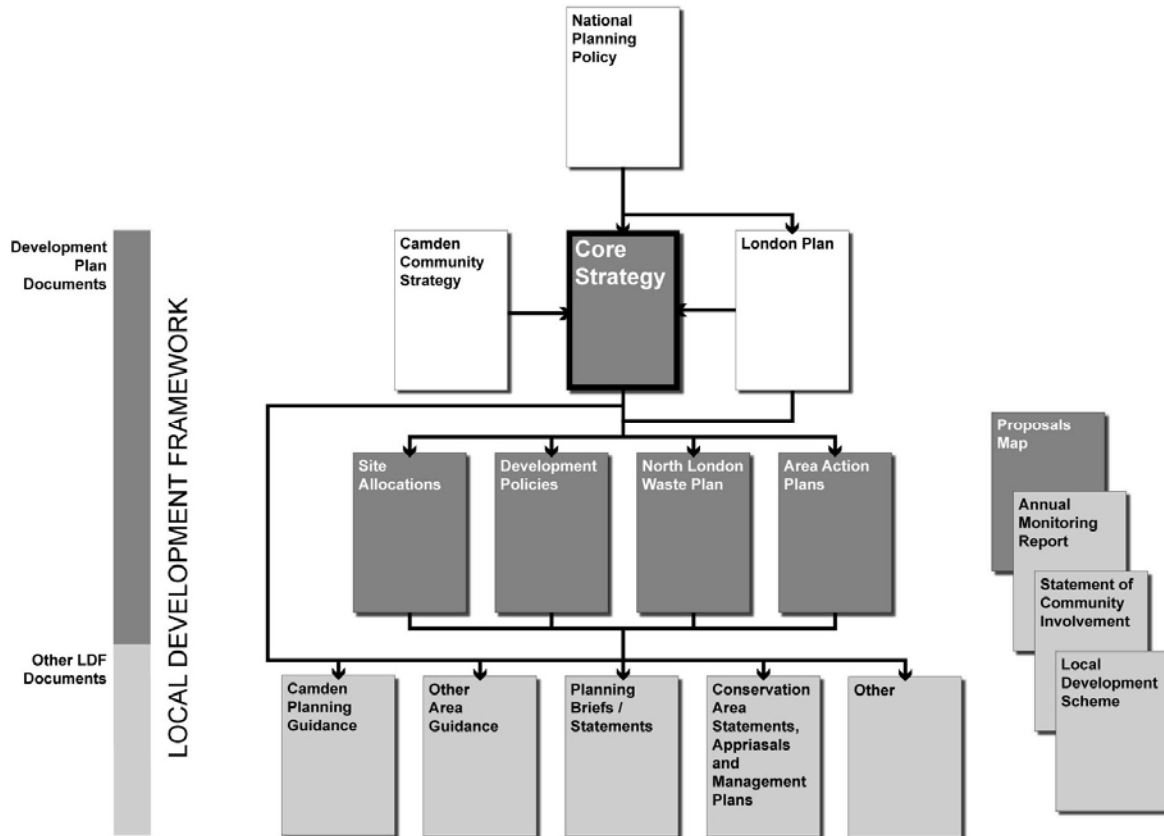 National
Planning
Policy
Development
Plan
Documents
LOCAL DEVELOPMENT FRAMEWORK
Other LDF
Documents
Camden
Community
Strategy
Core
Strategy
London Plan
Site
Allocations
Development
Policies
North London
Waste Plan
Area Action
Plans
Proposals
Map
Annual
Monitoring
Report
Statement of
Community
Involvement
Local
Development
Scheme
Camden
Planning
Guidance
Other
Area
Guidance
Planning
Briefs /
Statements
Conservation
Area
Statements,
Appriasals
and
Management
Plans
Other